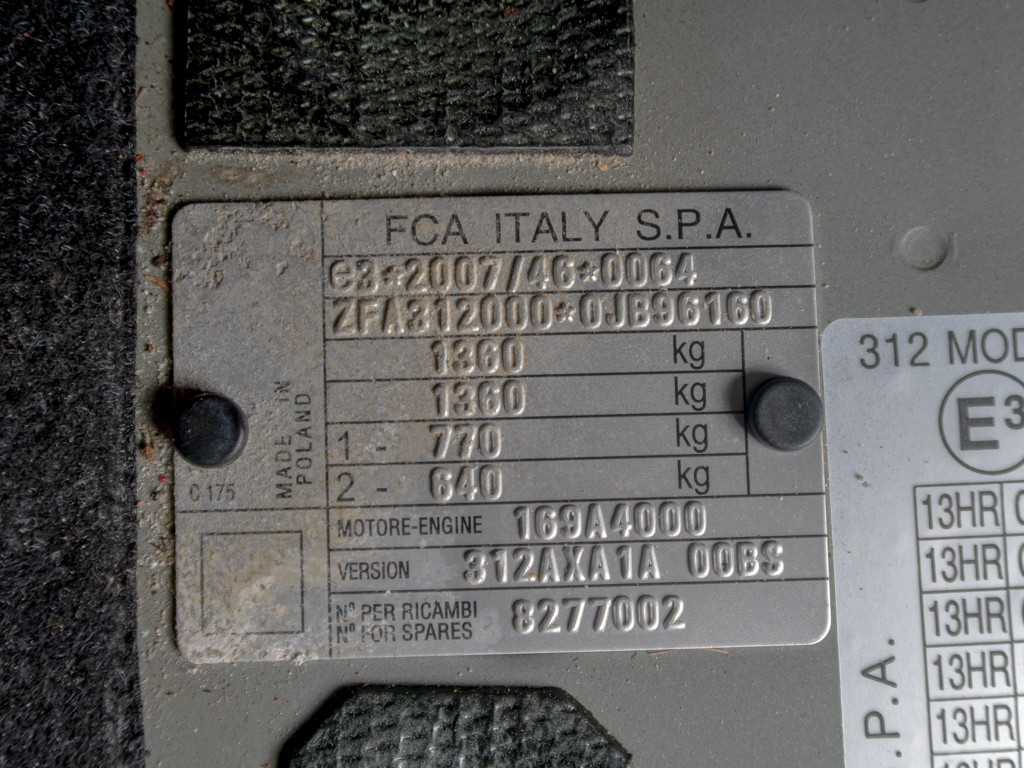 FCA ITALY S.P.A.
e3*2007/46*0064
ZFA312000*0JB96160
1360 kg
1360 kg
1 - 770 kg
2 - 640 kg
MOTORE-ENGINE 169A4000
VERSION 312AXA1A 00BS
Nº PER RICAMBI
Nº FOR SPARES
8277002
MADE IN
POLAND
C 175
312 MOD
E3
13HR
13HR
13HR
13HR
13HR
.P.A.